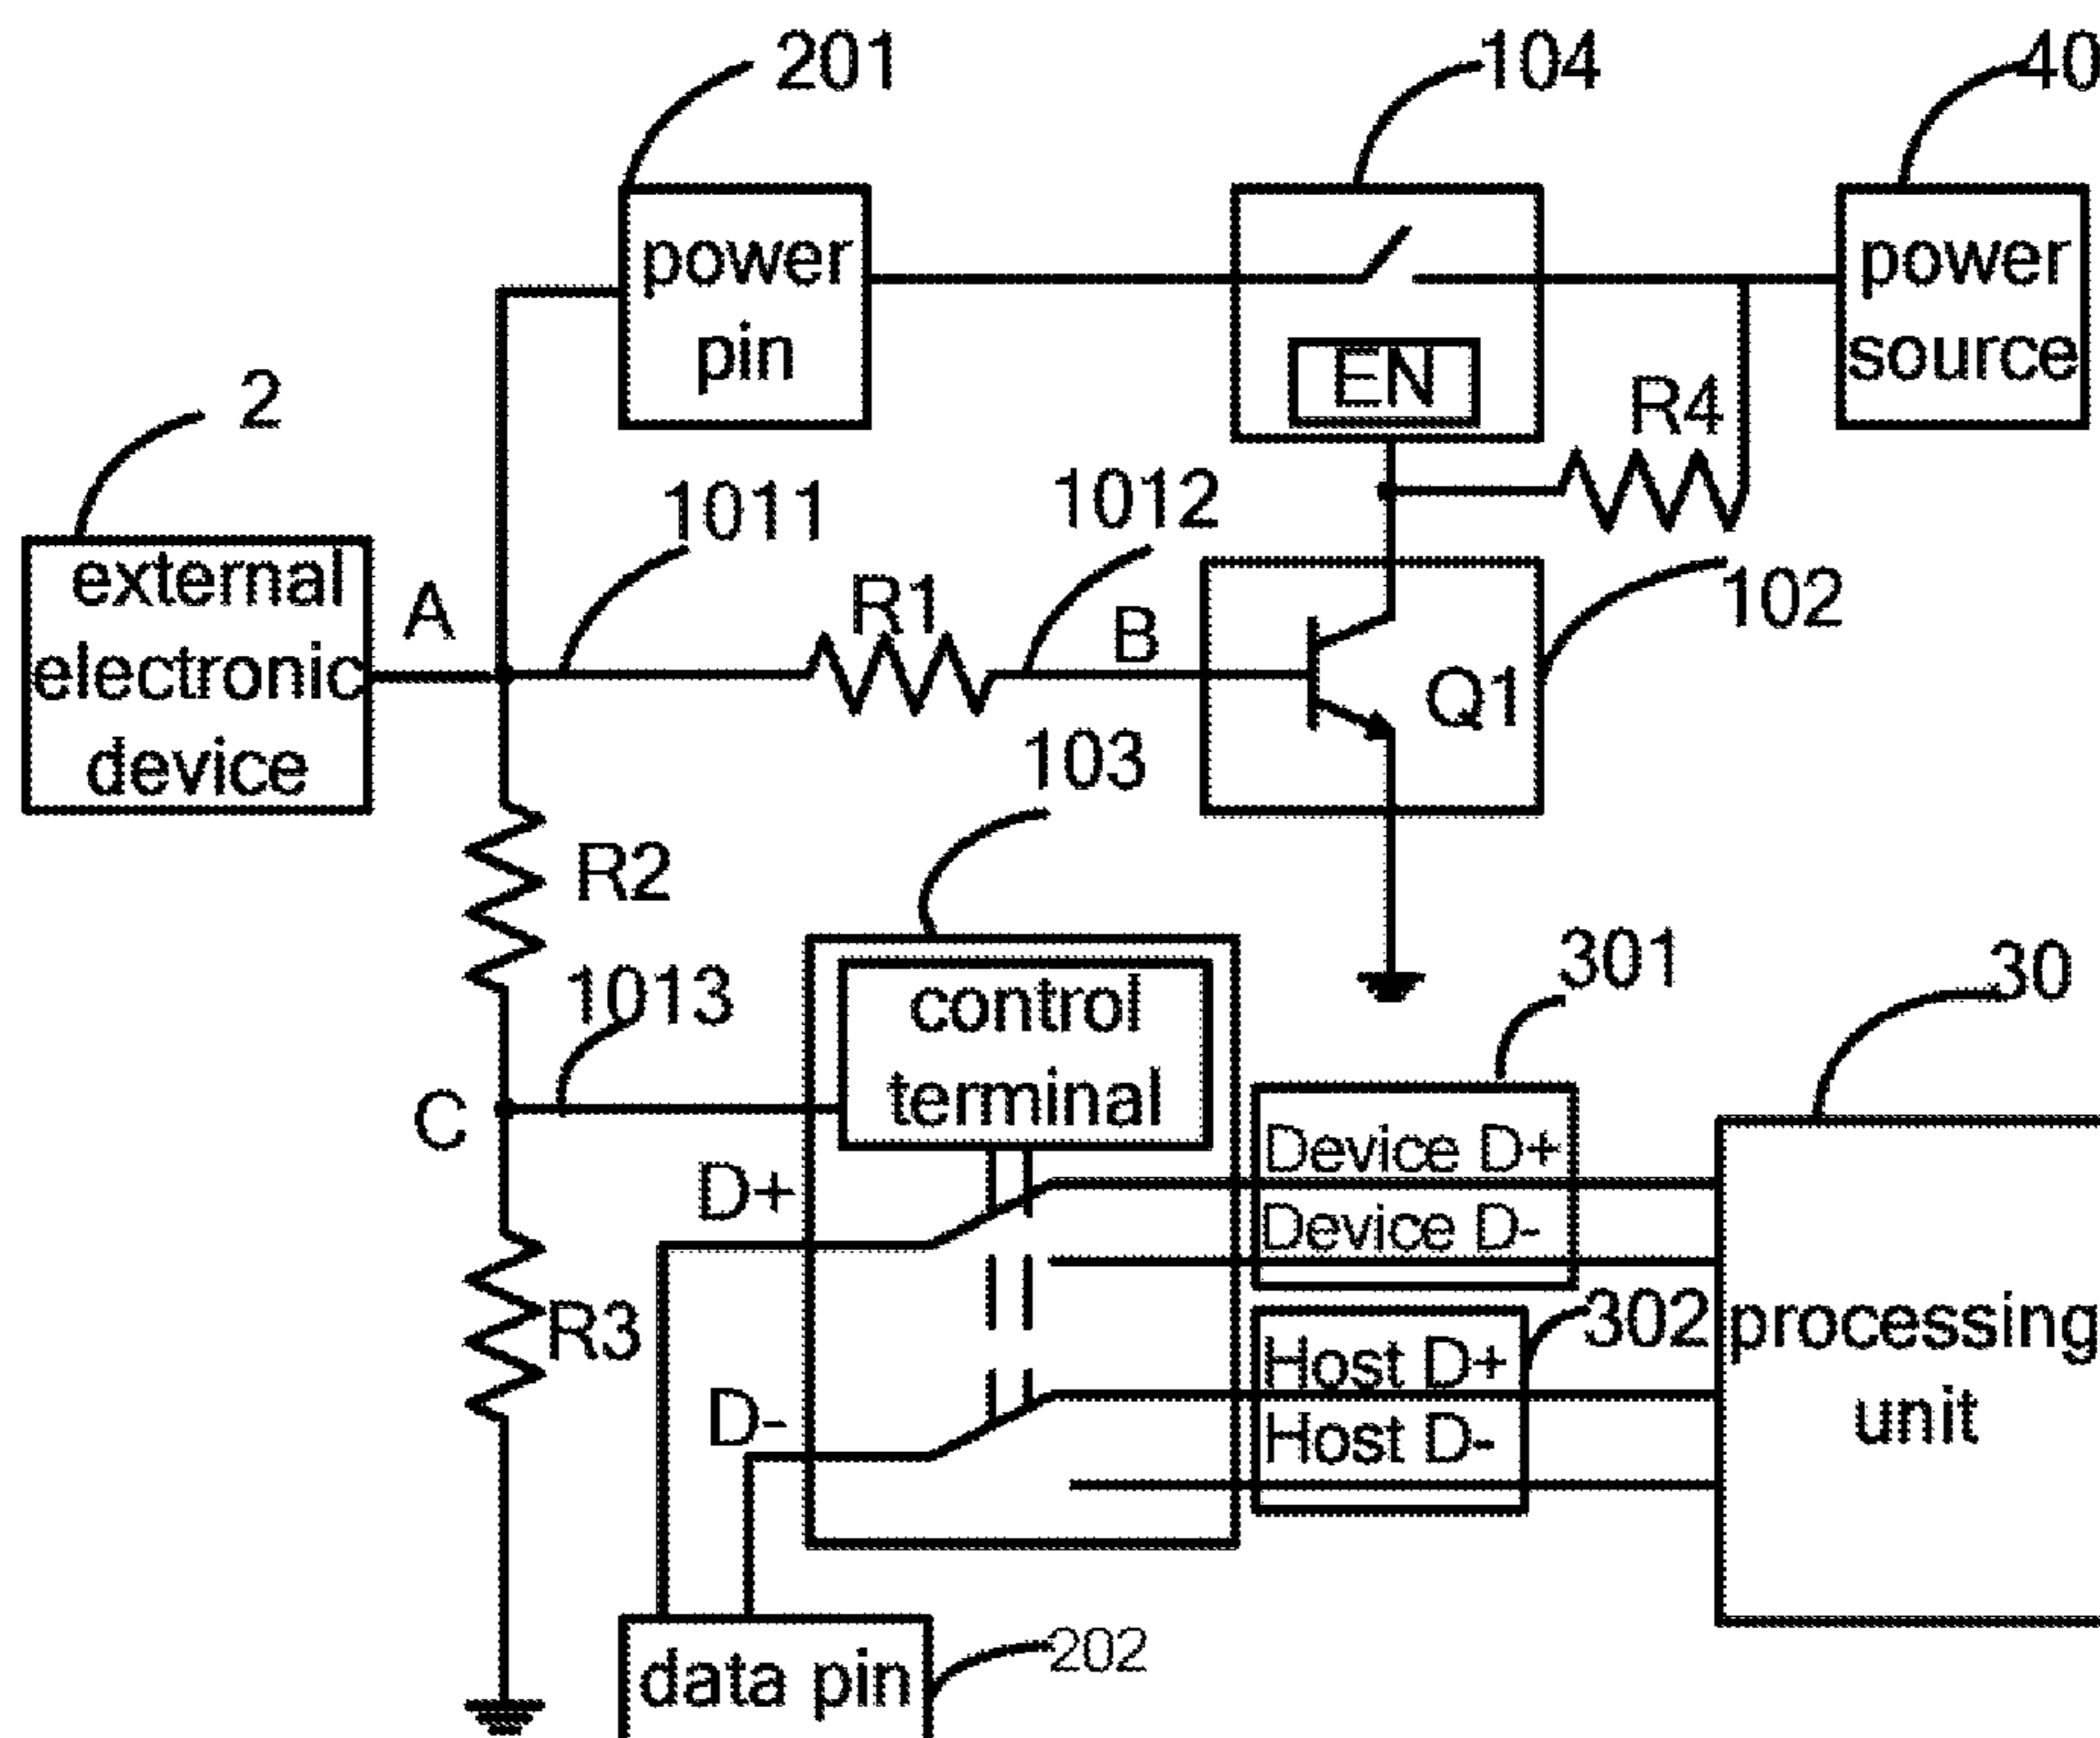 201
104
40
power
pin
EN
power
source
R4
2
1011
1012
external
electronic
device
A
R1
B
102
Q1
103
R2
1013
control
terminal
301
30
C
D+
Device D+
Device D-
R3
302
processing
unit
Host D+
Host D-
D-
data pin
202